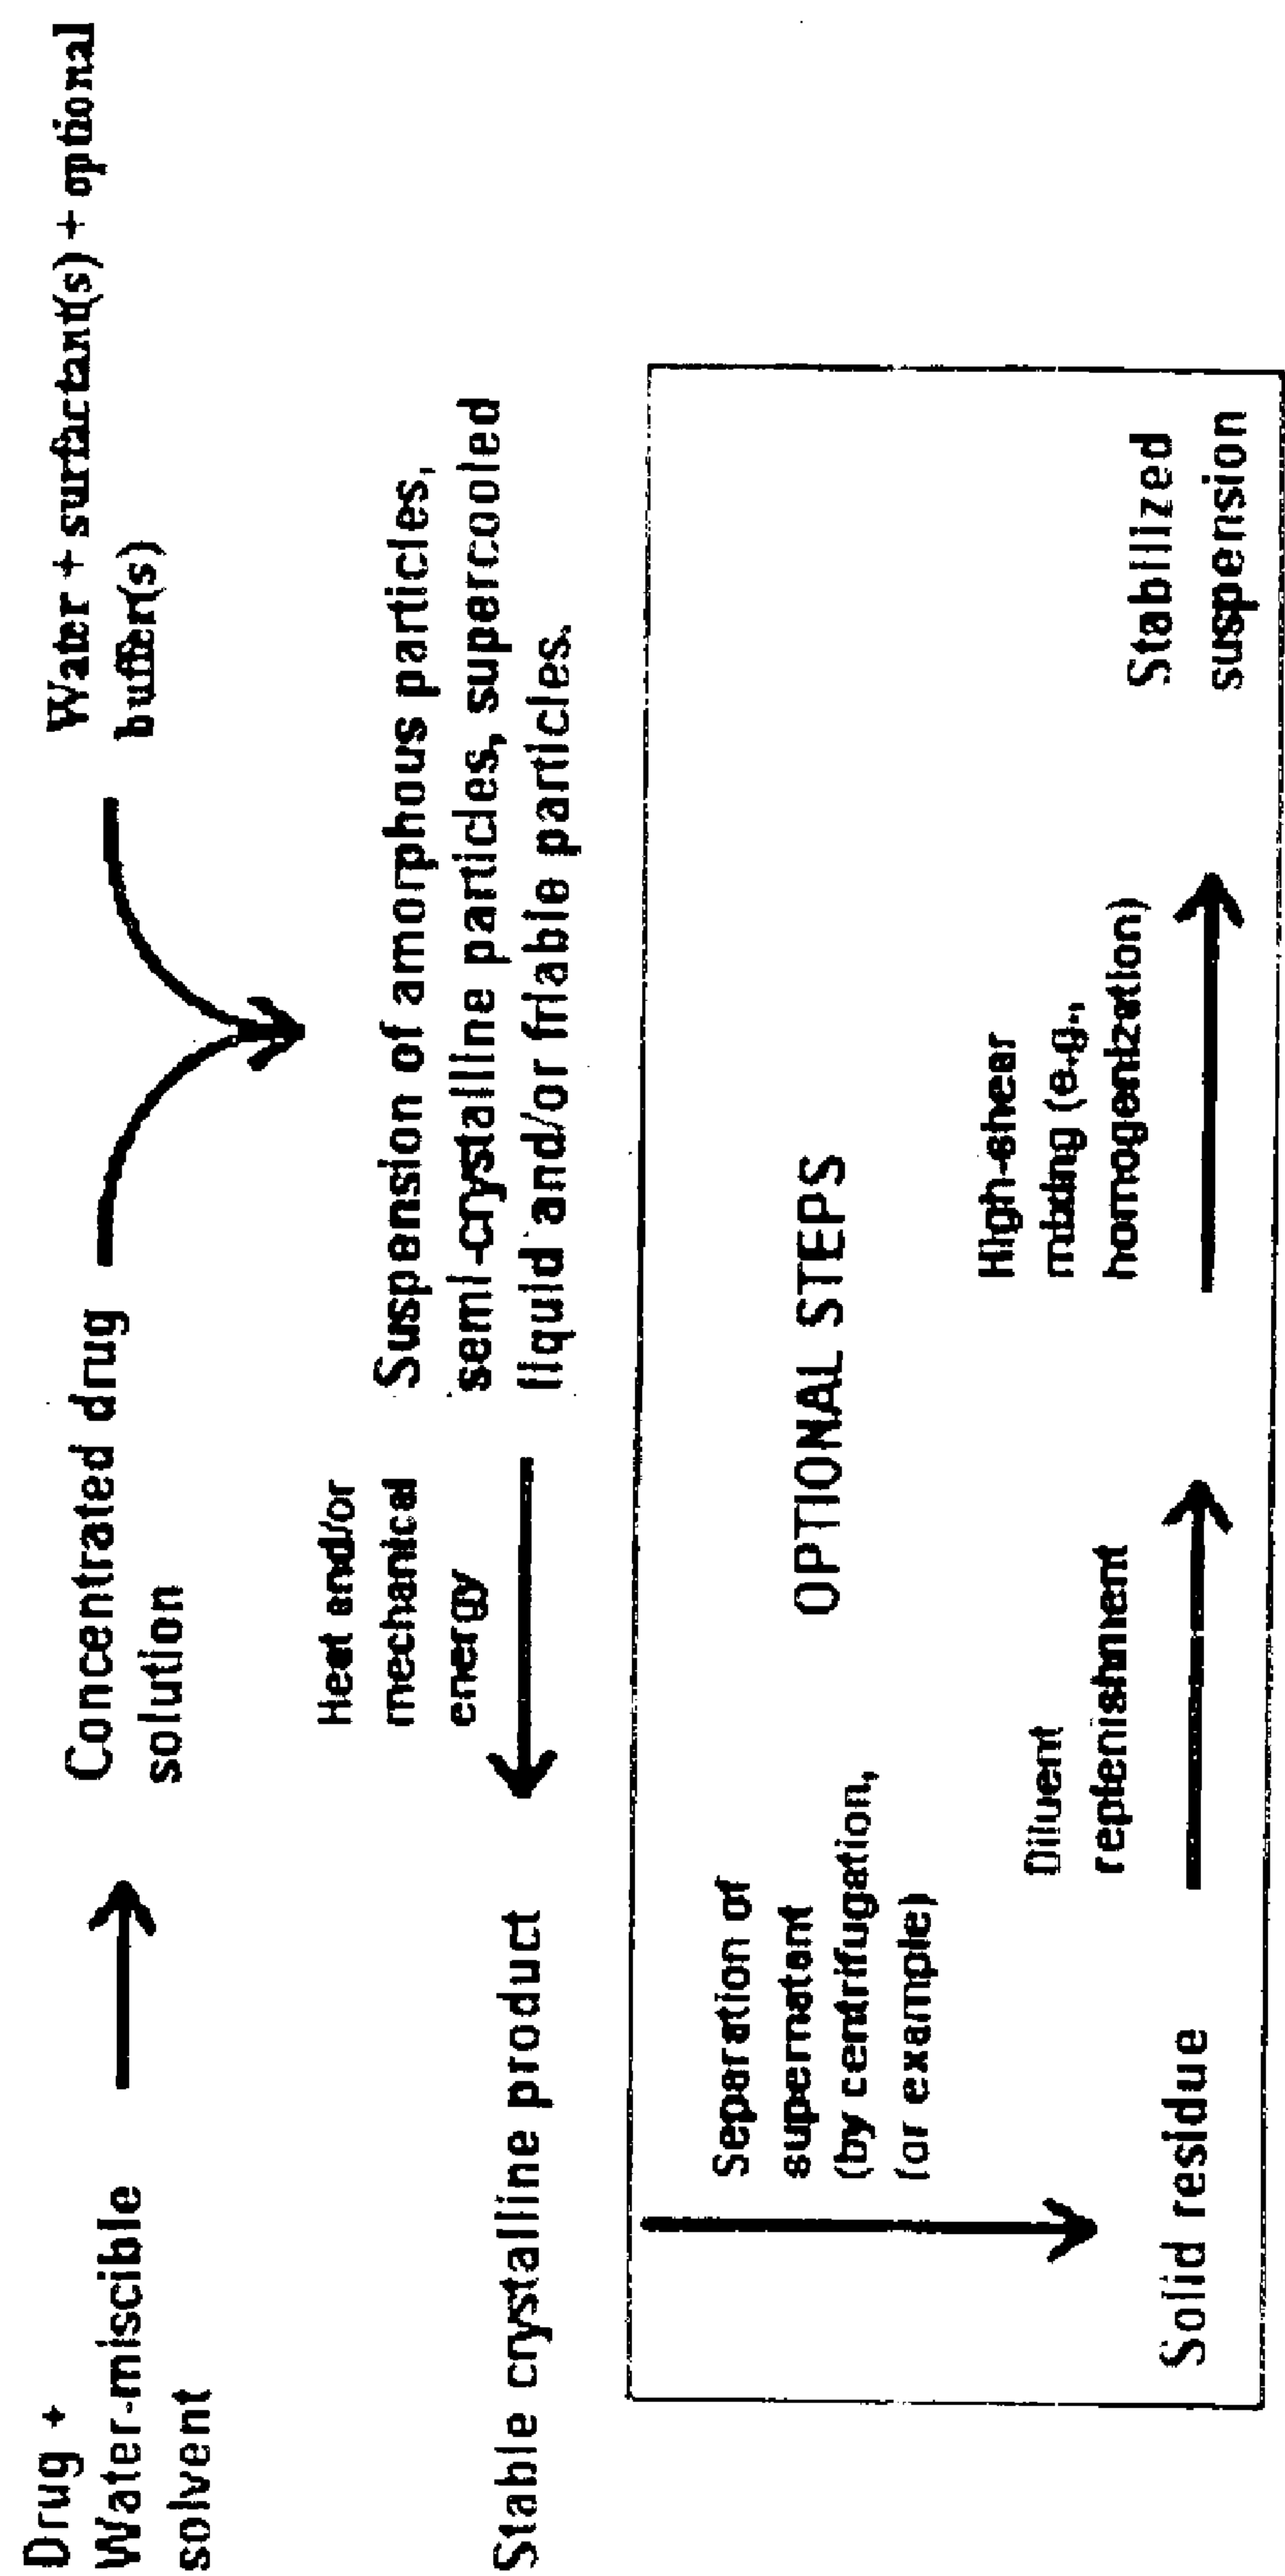 Drug +
Water-miscible
solvent
Concentrated drug
solution
Water + surfactant(s) + optional
buffer(s)
Suspension of amorphous particles,
semi-crystalline particles, supercooled
liquid and/or friable particles.
Heat and/or
mechanical
energy
Stable crystalline product
OPTIONAL STEPS
Separation of
supernatant
(by centrifugation,
for example)
Solid residue
Diluent
replenishment
High-shear
mixing (e.g.,
homogenization)
Stabilized
suspension